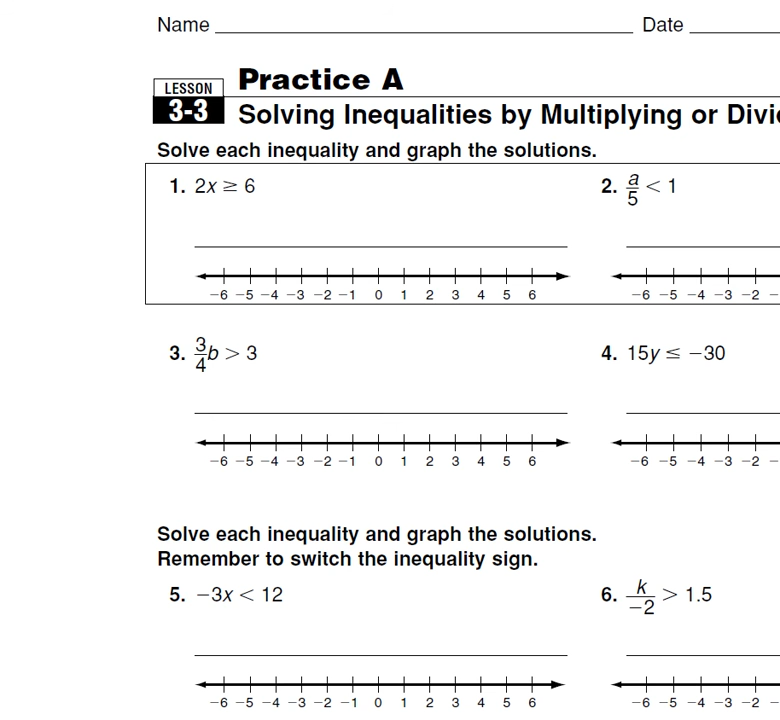 Name Date
LESSON
3-3
Practice A
Solving Inequalities by Multiplying or
Solve each inequality and graph the solutions.
1. 2x ≥ 6
2. a/5 < 1
−6 −5 −4 −3 −2 −1 0 1 2 3 4 5 6
−6 −5 −4 −3 −2
3. 3/4 b > 3
4. 15y ≤ −30
−6 −5 −4 −3 −2 −1 0 1 2 3 4 5 6
−6 −5 −4 −3 −2
Solve each inequality and graph the solutions.
Remember to switch the inequality sign.
5. −3x < 12
6. k/−2 > 1.5
−6 −5 −4 −3 −2 −1 0 1 2 3 4 5 6
−6 −5 −4 −3 −2